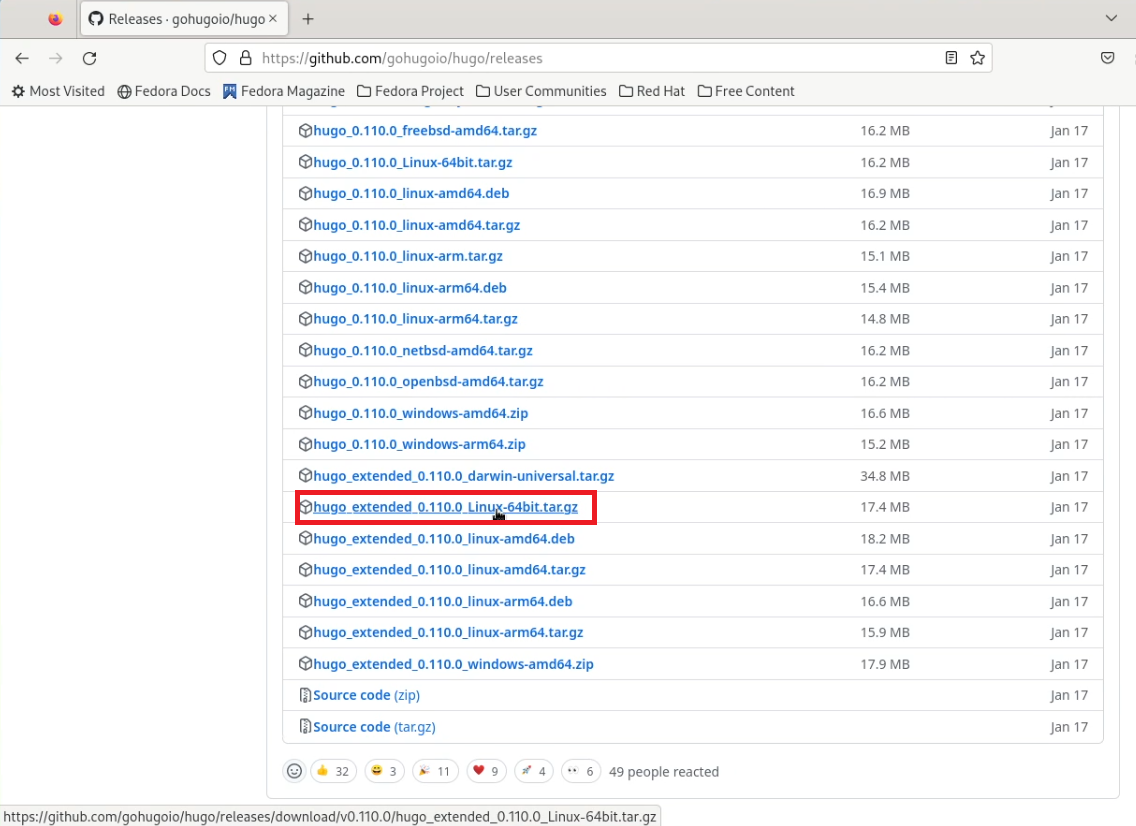 Releases · gohugoio/hugo
https://github.com/gohugoio/hugo/releases
Most Visited Fedora Docs Fedora Magazine Fedora Project User Communities Red Hat Free Content
hugo_0.110.0_freebsd-amd64.tar.gz 16.2 MB Jan 17
hugo_0.110.0_Linux-64bit.tar.gz 16.2 MB Jan 17
hugo_0.110.0_linux-amd64.deb 16.9 MB Jan 17
hugo_0.110.0_linux-amd64.tar.gz 16.2 MB Jan 17
hugo_0.110.0_linux-arm.tar.gz 15.1 MB Jan 17
hugo_0.110.0_linux-arm64.deb 15.4 MB Jan 17
hugo_0.110.0_linux-arm64.tar.gz 14.8 MB Jan 17
hugo_0.110.0_netbsd-amd64.tar.gz 16.2 MB Jan 17
hugo_0.110.0_openbsd-amd64.tar.gz 16.2 MB Jan 17
hugo_0.110.0_windows-amd64.zip 16.6 MB Jan 17
hugo_0.110.0_windows-arm64.zip 15.2 MB Jan 17
hugo_extended_0.110.0_darwin-universal.tar.gz 34.8 MB Jan 17
hugo_extended_0.110.0_Linux-64bit.tar.gz 17.4 MB Jan 17
hugo_extended_0.110.0_linux-amd64.deb 18.2 MB Jan 17
hugo_extended_0.110.0_linux-amd64.tar.gz 17.4 MB Jan 17
hugo_extended_0.110.0_linux-arm64.deb 16.6 MB Jan 17
hugo_extended_0.110.0_linux-arm64.tar.gz 15.9 MB Jan 17
hugo_extended_0.110.0_windows-amd64.zip 17.9 MB Jan 17
Source code (zip) Jan 17
Source code (tar.gz) Jan 17
32 3 11 9 4 6 49 people reacted
https://github.com/gohugoio/hugo/releases/download/v0.110.0/hugo_extended_0.110.0_Linux-64bit.tar.gz